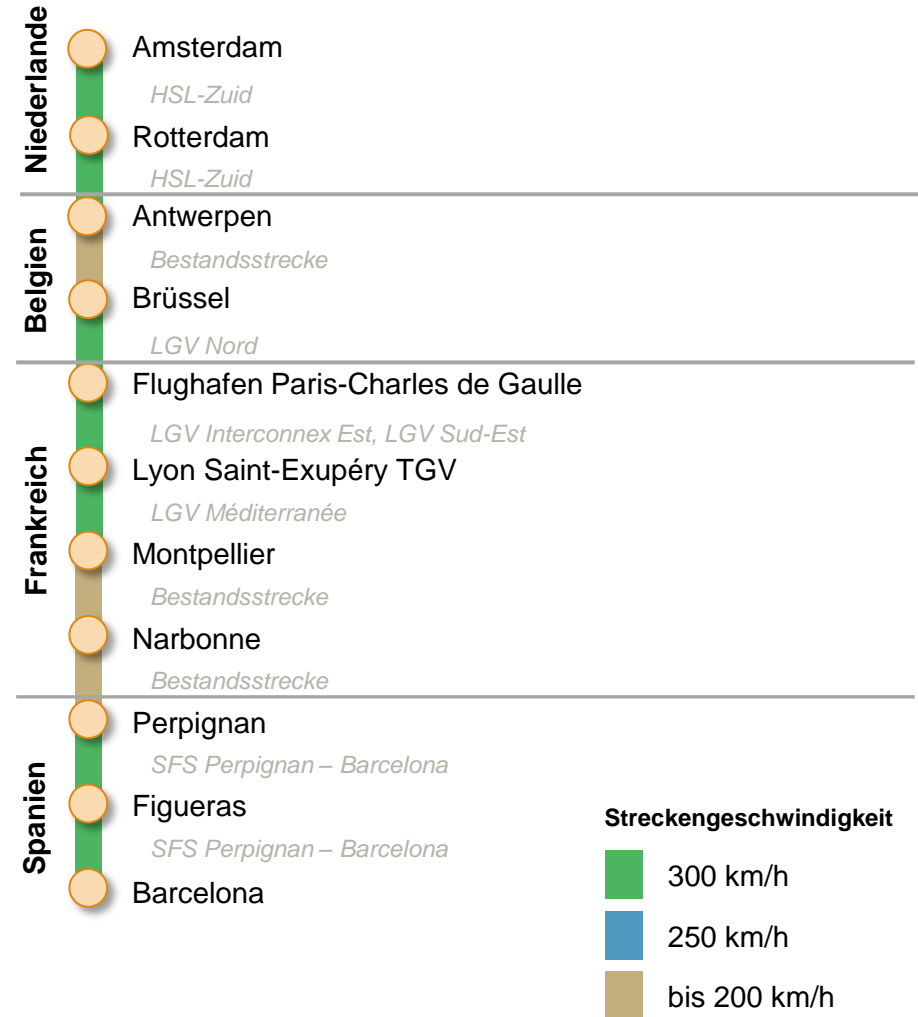 Niederlande
Amsterdam
HSL-Zuid
Rotterdam
HSL-Zuid
Belgien
Antwerpen
Bestandsstrecke
Brüssel
LGV Nord
Frankreich
Flughafen Paris-Charles de Gaulle
LGV Interconnex Est, LGV Sud-Est
Lyon Saint-Exupéry TGV
LGV Méditerranée
Montpellier
Bestandsstrecke
Narbonne
Bestandsstrecke
Spanien
Perpignan
SFS Perpignan – Barcelona
Figueras
SFS Perpignan – Barcelona
Barcelona
Streckengeschwindigkeit
300 km/h
250 km/h
bis 200 km/h